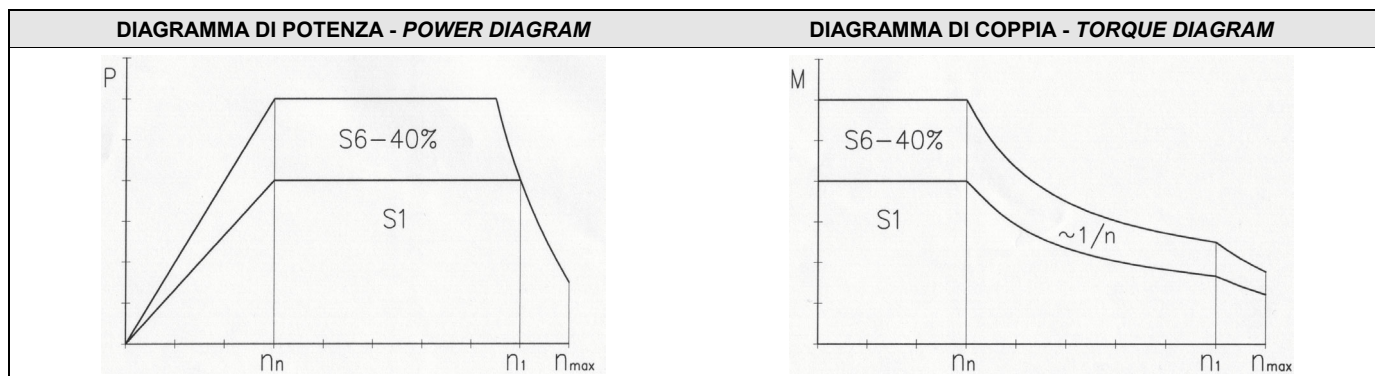 DIAGRAMMA DI POTENZA - POWER DIAGRAM
DIAGRAMMA DI COPPIA - TORQUE DIAGRAM
P
S6-40%
S1
nn
n1
nmax
M
S6-40%
S1
~1/n
nn
n1
nmax